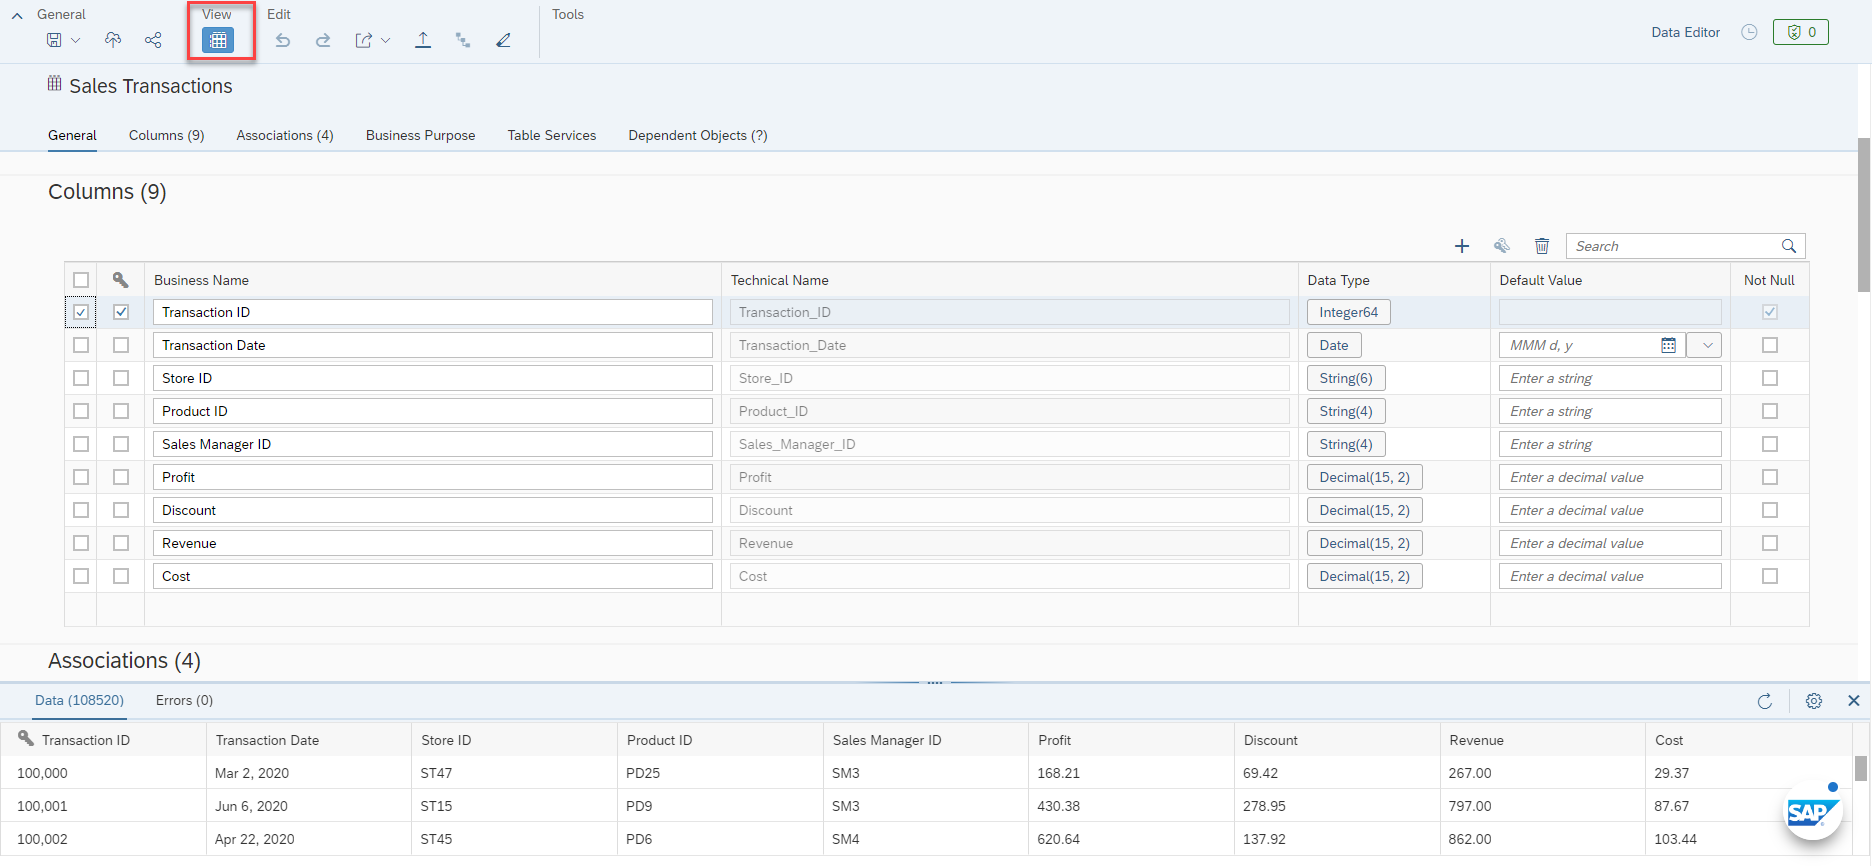 General View Edit Tools
Data Editor 0
Sales Transactions
General Columns (9) Associations (4) Business Purpose Table Services Dependent Objects (?)
Columns (9)
Search
Business Name Technical Name Data Type Default Value Not Null
Transaction ID Transaction_ID Integer64
Transaction Date Transaction_Date Date MMM d, y
Store ID Store_ID String(6) Enter a string
Product ID Product_ID String(4) Enter a string
Sales Manager ID Sales_Manager_ID String(4) Enter a string
Profit Profit Decimal(15, 2) Enter a decimal value
Discount Discount Decimal(15, 2) Enter a decimal value
Revenue Revenue Decimal(15, 2) Enter a decimal value
Cost Cost Decimal(15, 2) Enter a decimal value
Associations (4)
Data (108520) Errors (0)
Transaction ID Transaction Date Store ID Product ID Sales Manager ID Profit Discount Revenue Cost
100,000 Mar 2, 2020 ST47 PD25 SM3 168.21 69.42 267.00 29.37
100,001 Jun 6, 2020 ST15 PD9 SM3 430.38 278.95 797.00 87.67
100,002 Apr 22, 2020 ST45 PD6 SM4 620.64 137.92 862.00 103.44
SAP